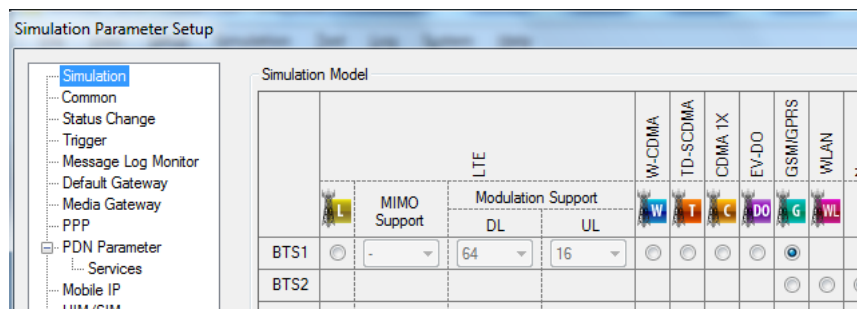 Simulation Parameter Setup
Simulation
Common
Status Change
Trigger
Message Log Monitor
Default Gateway
Media Gateway
PPP
PDN Parameter
Services
Mobile IP
Simulation Model
LTE
W-CDMA
TD-SCDMA
CDMA 1X
EV-DO
GSM/GPRS
WLAN
L
MIMO Support
Modulation Support
DL
UL
W
T
C
DO
G
WL
BTS1
-
64
16
BTS2